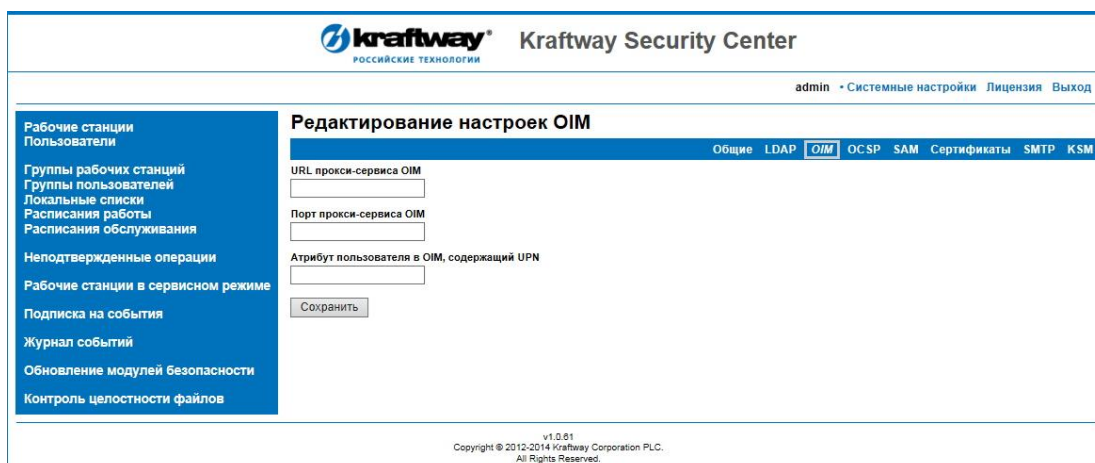 kraftway®
РОССИЙСКИЕ ТЕХНОЛОГИИ
Kraftway Security Center
admin • Системные настройки Лицензия Выход
Рабочие станции
Пользователи
Группы рабочих станций
Группы пользователей
Локальные списки
Расписания работы
Расписания обслуживания
Неподтвержденные операции
Рабочие станции в сервисном режиме
Подписка на события
Журнал событий
Обновление модулей безопасности
Контроль целостности файлов
Редактирование настроек OIM
Общие LDAP OIM OCSP SAM Сертификаты SMTP KSM
URL прокси-сервиса OIM
Порт прокси-сервиса OIM
Атрибут пользователя в OIM, содержащий UPN
Сохранить
v1.0.61
Copyright © 2012-2014 Kraftway Corporation PLC.
All Rights Reserved.